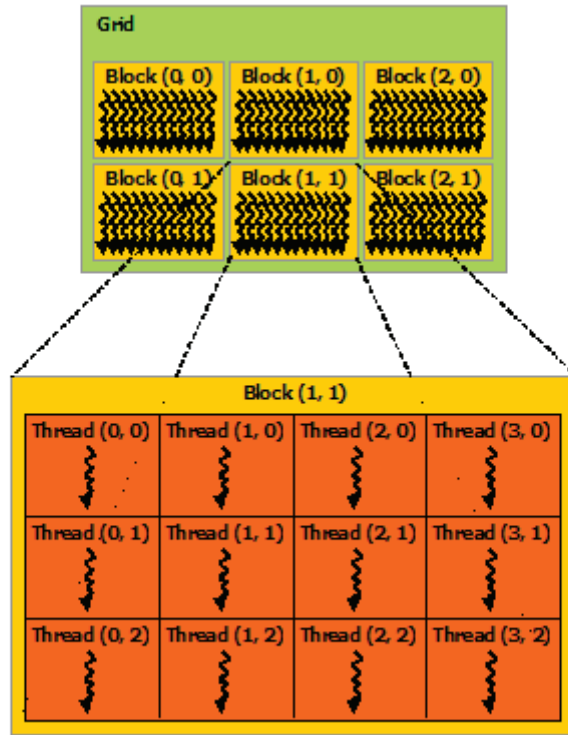 Grid
Block (0, 0) Block (1, 0) Block (2, 0)
Block (0, 1) Block (1, 1) Block (2, 1)
Block (1, 1)
Thread (0, 0) Thread (1, 0) Thread (2, 0) Thread (3, 0)
Thread (0, 1) Thread (1, 1) Thread (2, 1) Thread (3, 1)
Thread (0, 2) Thread (1, 2) Thread (2, 2) Thread (3, 2)